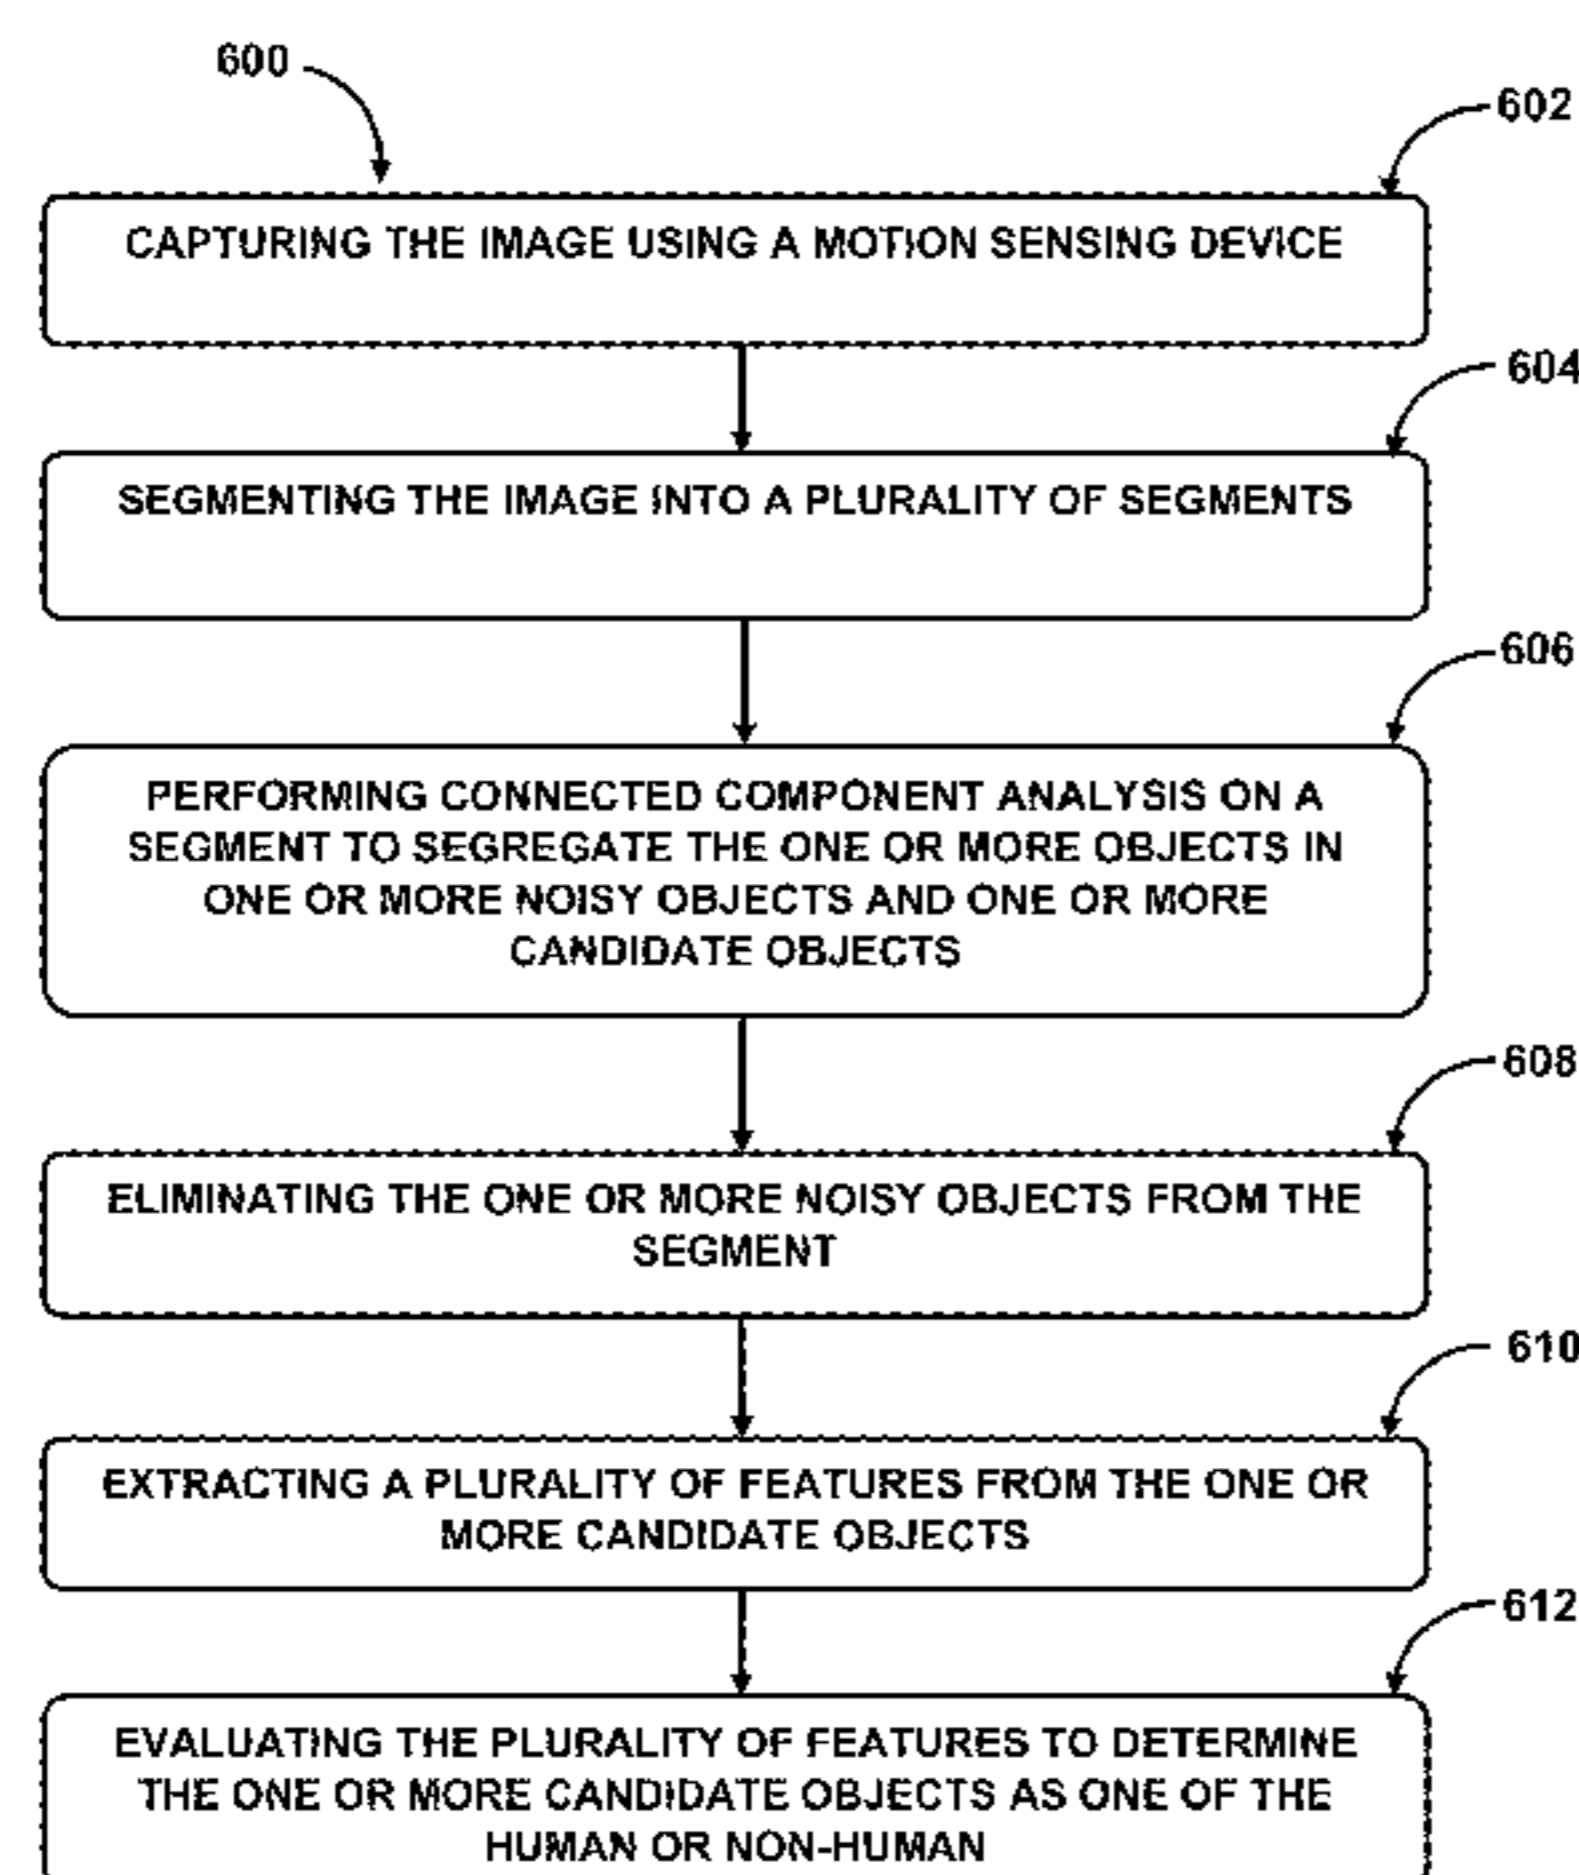 600
602
CAPTURING THE IMAGE USING A MOTION SENSING DEVICE
604
SEGMENTING THE IMAGE INTO A PLURALITY OF SEGMENTS
606
PERFORMING CONNECTED COMPONENT ANALYSIS ON A
SEGMENT TO SEGREGATE THE ONE OR MORE OBJECTS IN
ONE OR MORE NOISY OBJECTS AND ONE OR MORE
CANDIDATE OBJECTS
608
ELIMINATING THE ONE OR MORE NOISY OBJECTS FROM THE
SEGMENT
610
EXTRACTING A PLURALITY OF FEATURES FROM THE ONE OR
MORE CANDIDATE OBJECTS
612
EVALUATING THE PLURALITY OF FEATURES TO DETERMINE
THE ONE OR MORE CANDIDATE OBJECTS AS ONE OF THE
HUMAN OR NON-HUMAN